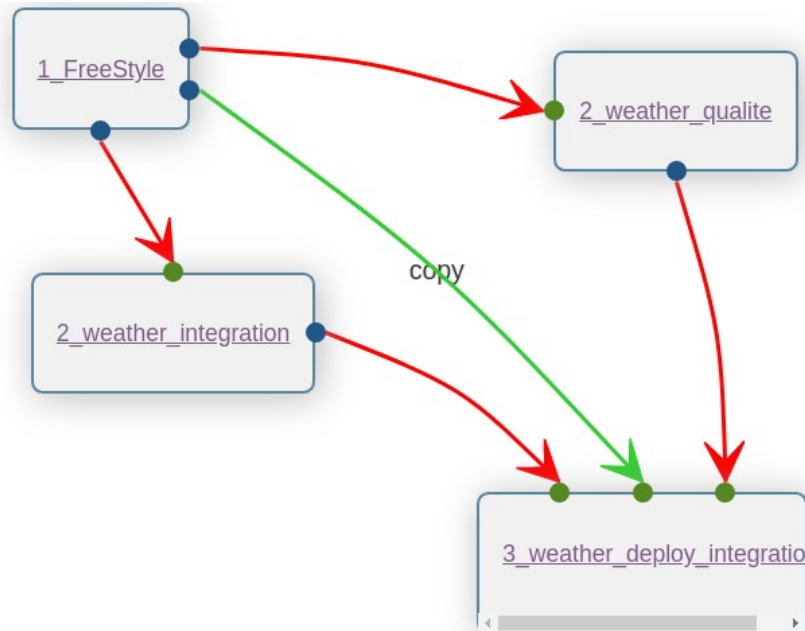 1_FreeStyle
2_weather_qualite
copy
2_weather_integration
3_weather_deploy_integratio